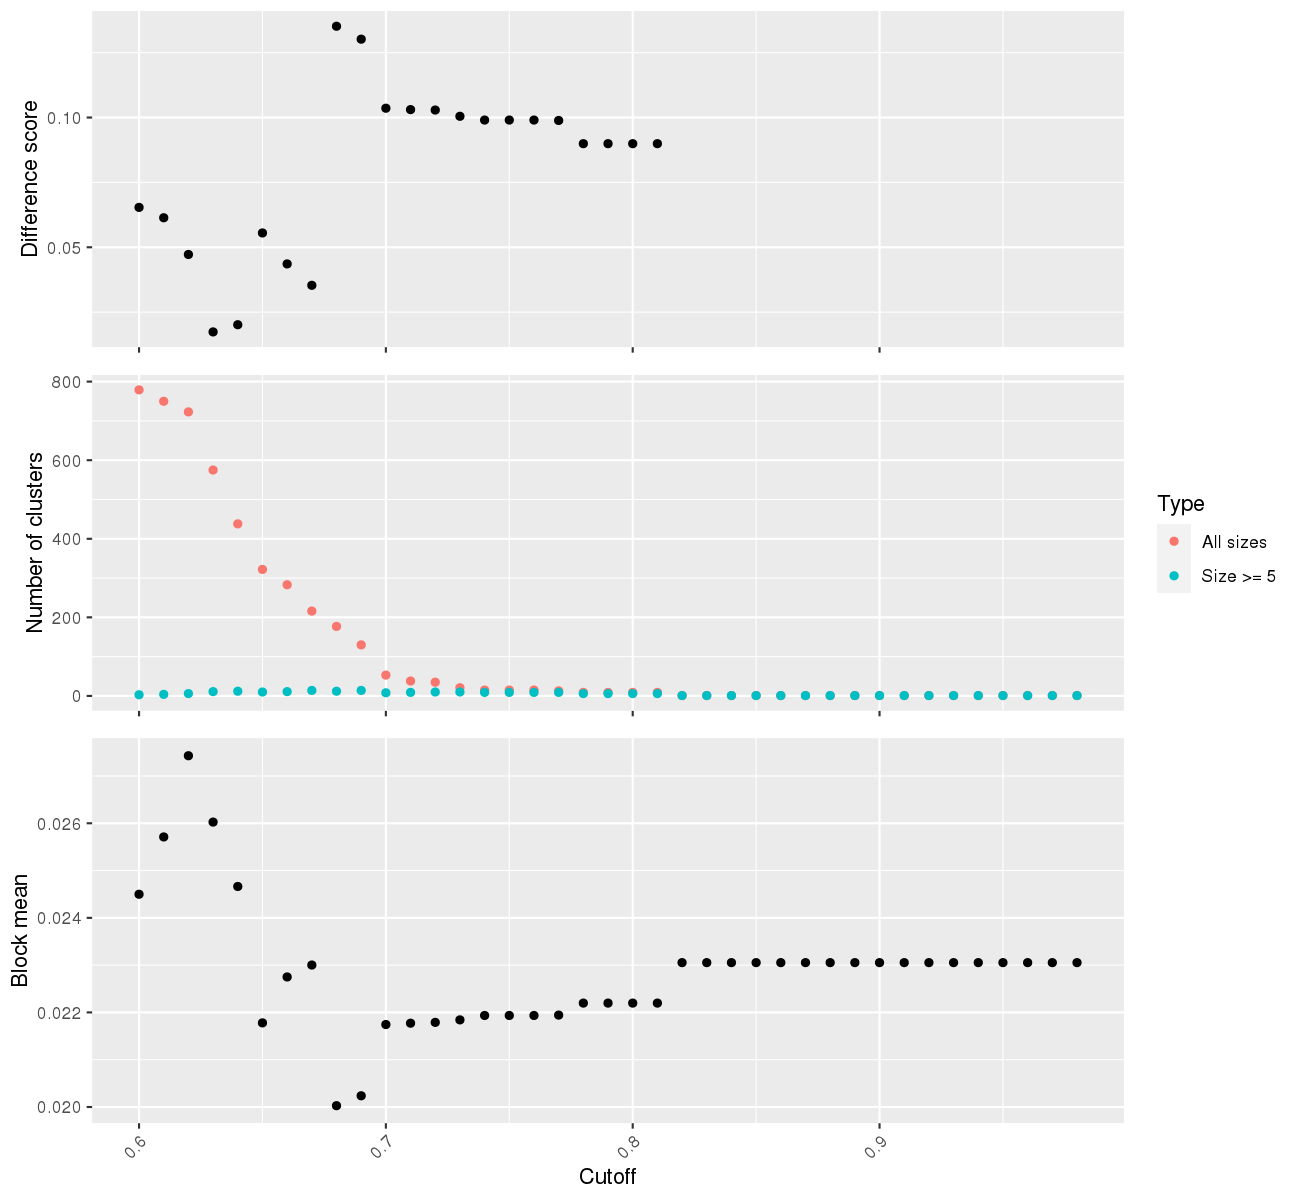 Difference score
0.10
0.05
Number of clusters
800
600
400
200
0
Type
All sizes
Size >= 5
Block mean
0.026
0.024
0.022
0.020
0.6
0.7
0.8
0.9
Cutoff